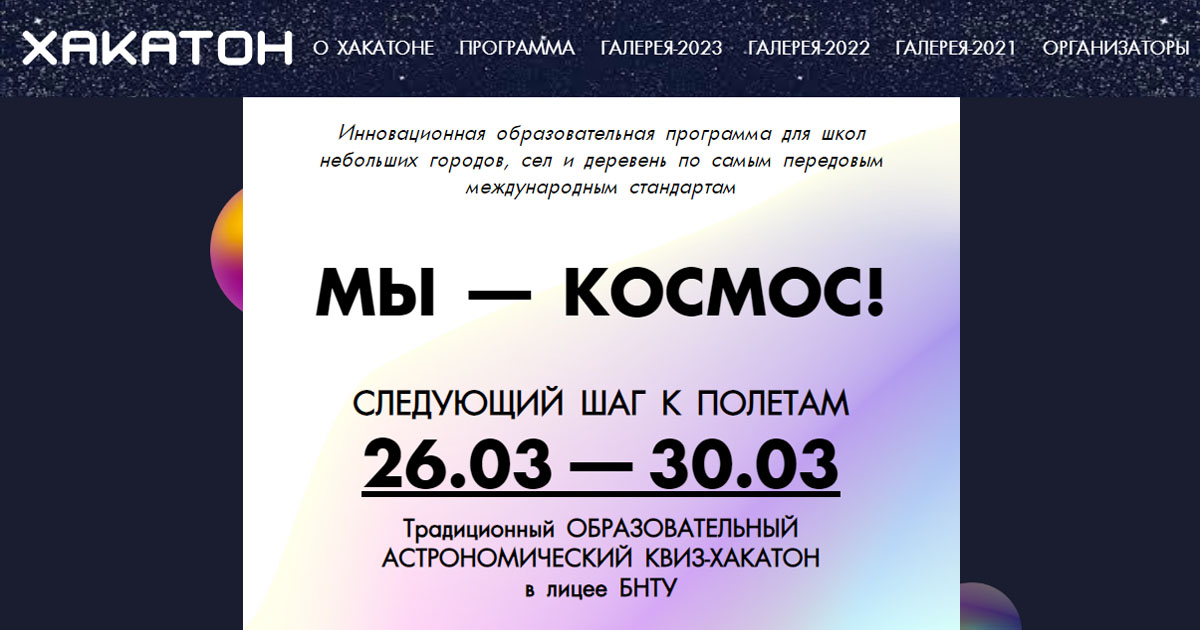 ХАКАТОН О ХАКАТОНЕ ПРОГРАММА ГАЛЕРЕЯ-2023 ГАЛЕРЕЯ-2022 ГАЛЕРЕЯ-2021 ОРГАНИЗАТОРЫ
Инновационная образовательная программа для школ
небольших городов, сел и деревень по самым передовым
международным стандартам
МЫ — КОСМОС!
СЛЕДУЮЩИЙ ШАГ К ПОЛЕТАМ
26.03 — 30.03
Традиционный ОБРАЗОВАТЕЛЬНЫЙ
АСТРОНОМИЧЕСКИЙ КВИЗ-ХАКАТОН
в лицее БНТУ